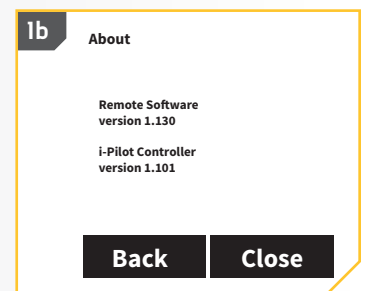 1b
About
Remote Software
version 1.130
i-Pilot Controller
version 1.101
Back Close